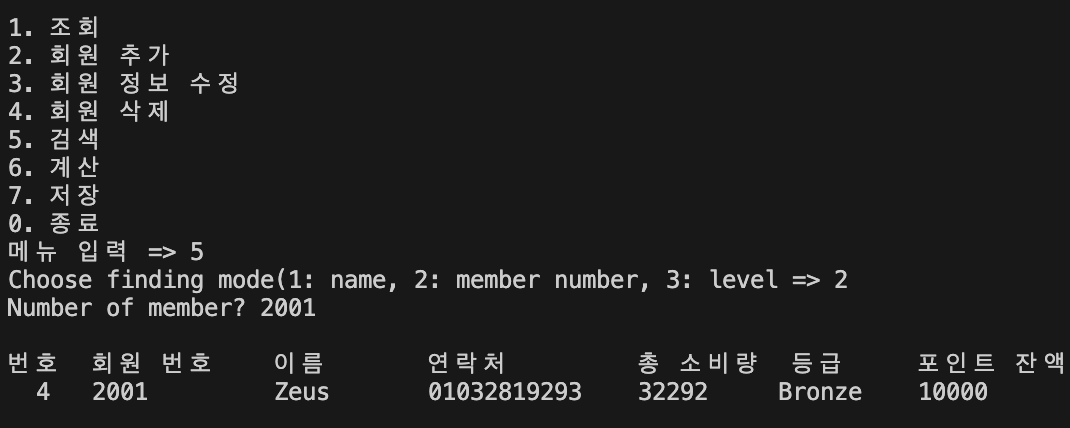 1. 조회
2. 회원 추가
3. 회원 정보 수정
4. 회원 삭제
5. 검색
6. 계산
7. 저장
0. 종료
메뉴 입력 => 5
Choose finding mode(1: name, 2: member number, 3: level => 2
Number of member? 2001
번호 회원 번호 이름 연락처 총 소비량 등급 포인트 잔액
4 2001 Zeus 01032819293 32292 Bronze 10000